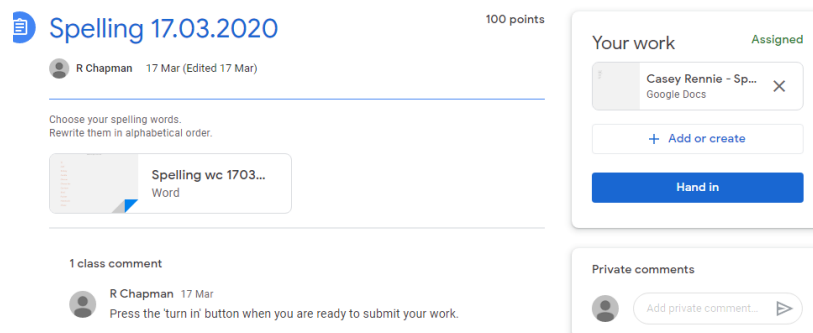 Spelling 17.03.2020
100 points
R Chapman 17 Mar (Edited 17 Mar)
Choose your spelling words.
Rewrite them in alphabetical order.
Spelling wc 1703...
Word
1 class comment
R Chapman 17 Mar
Press the 'turn in' button when you are ready to submit your work.
Your work
Assigned
Casey Rennie - Sp...
Google Docs
+ Add or create
Hand in
Private comments
Add private comment...